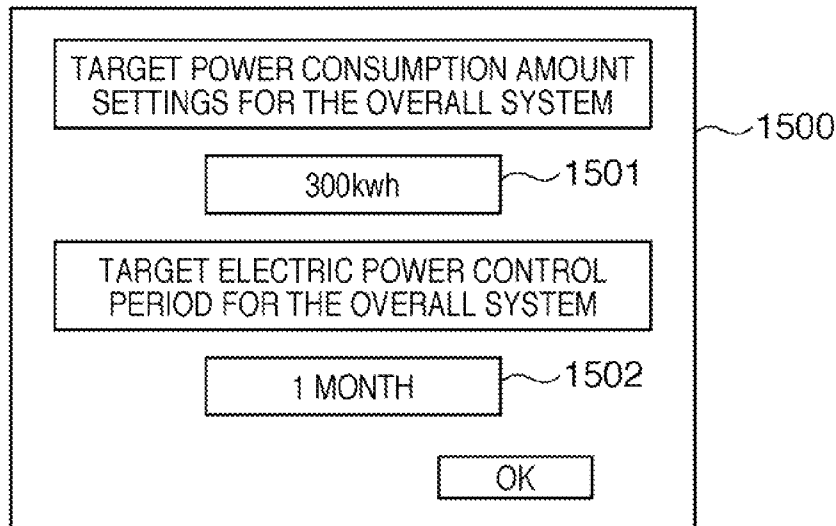 TARGET POWER CONSUMPTION AMOUNT
SETTINGS FOR THE OVERALL SYSTEM
1500
300kwh
1501
TARGET ELECTRIC POWER CONTROL
PERIOD FOR THE OVERALL SYSTEM
1 MONTH
1502
OK